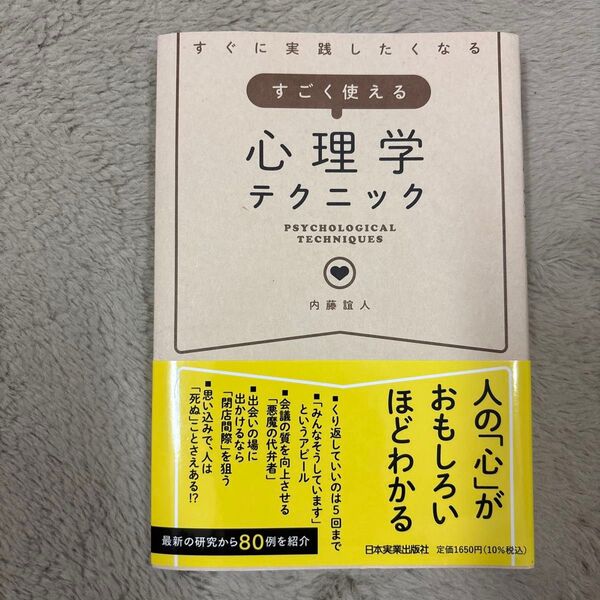 すぐに実践したくなる
すごく使える
心理学
テクニック
PSYCHOLOGICAL
TECHNIQUES
内藤誼人
人の「心」が
おもしろい
ほどわかる
■くり返していいのは5回まで
■「みんなそうしています」
というアピール
■会議の質を向上させる
「悪魔の代弁者」
■出会いの場に
出かけるなら
「閉店間際」を狙う
■思い込みで、人は
「死ぬ」ことさえある!?
最新の研究から80例を紹介
日本実業出版社 定価1650円(10%税込)